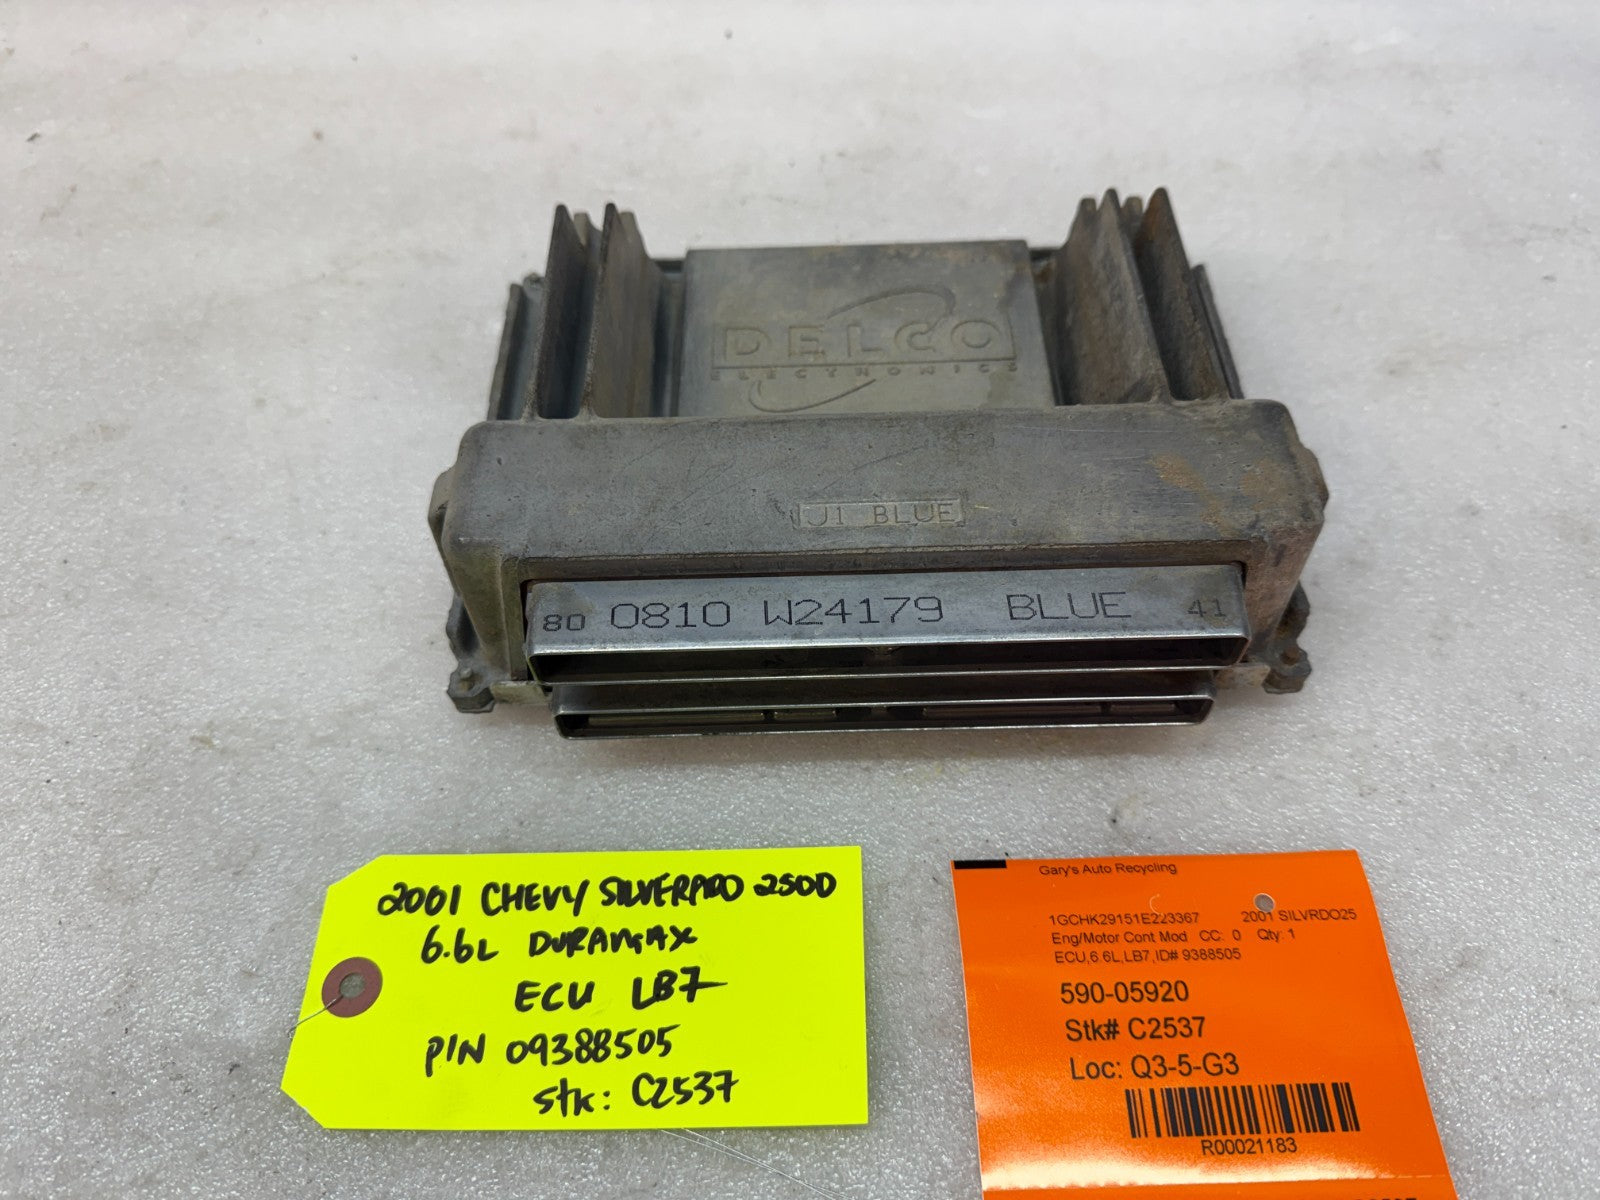 DELCO
ELECTRONICS
J1 BLUE
80 0810 W24179 BLUE 41
2001 CHEVY SILVERADO 2500
6.6L DURAMAX
ECU LB7
P/N 09388505
Stk: C2537
Gary's Auto Recycling
1GCHK29151E223367 2001 SILVRDO25
Eng/Motor Cont Mod CC: 0 Qty: 1
ECU,6.6L,LB7,ID# 9388505
590-05920
Stk# C2537
Loc: Q3-5-G3
R00021183